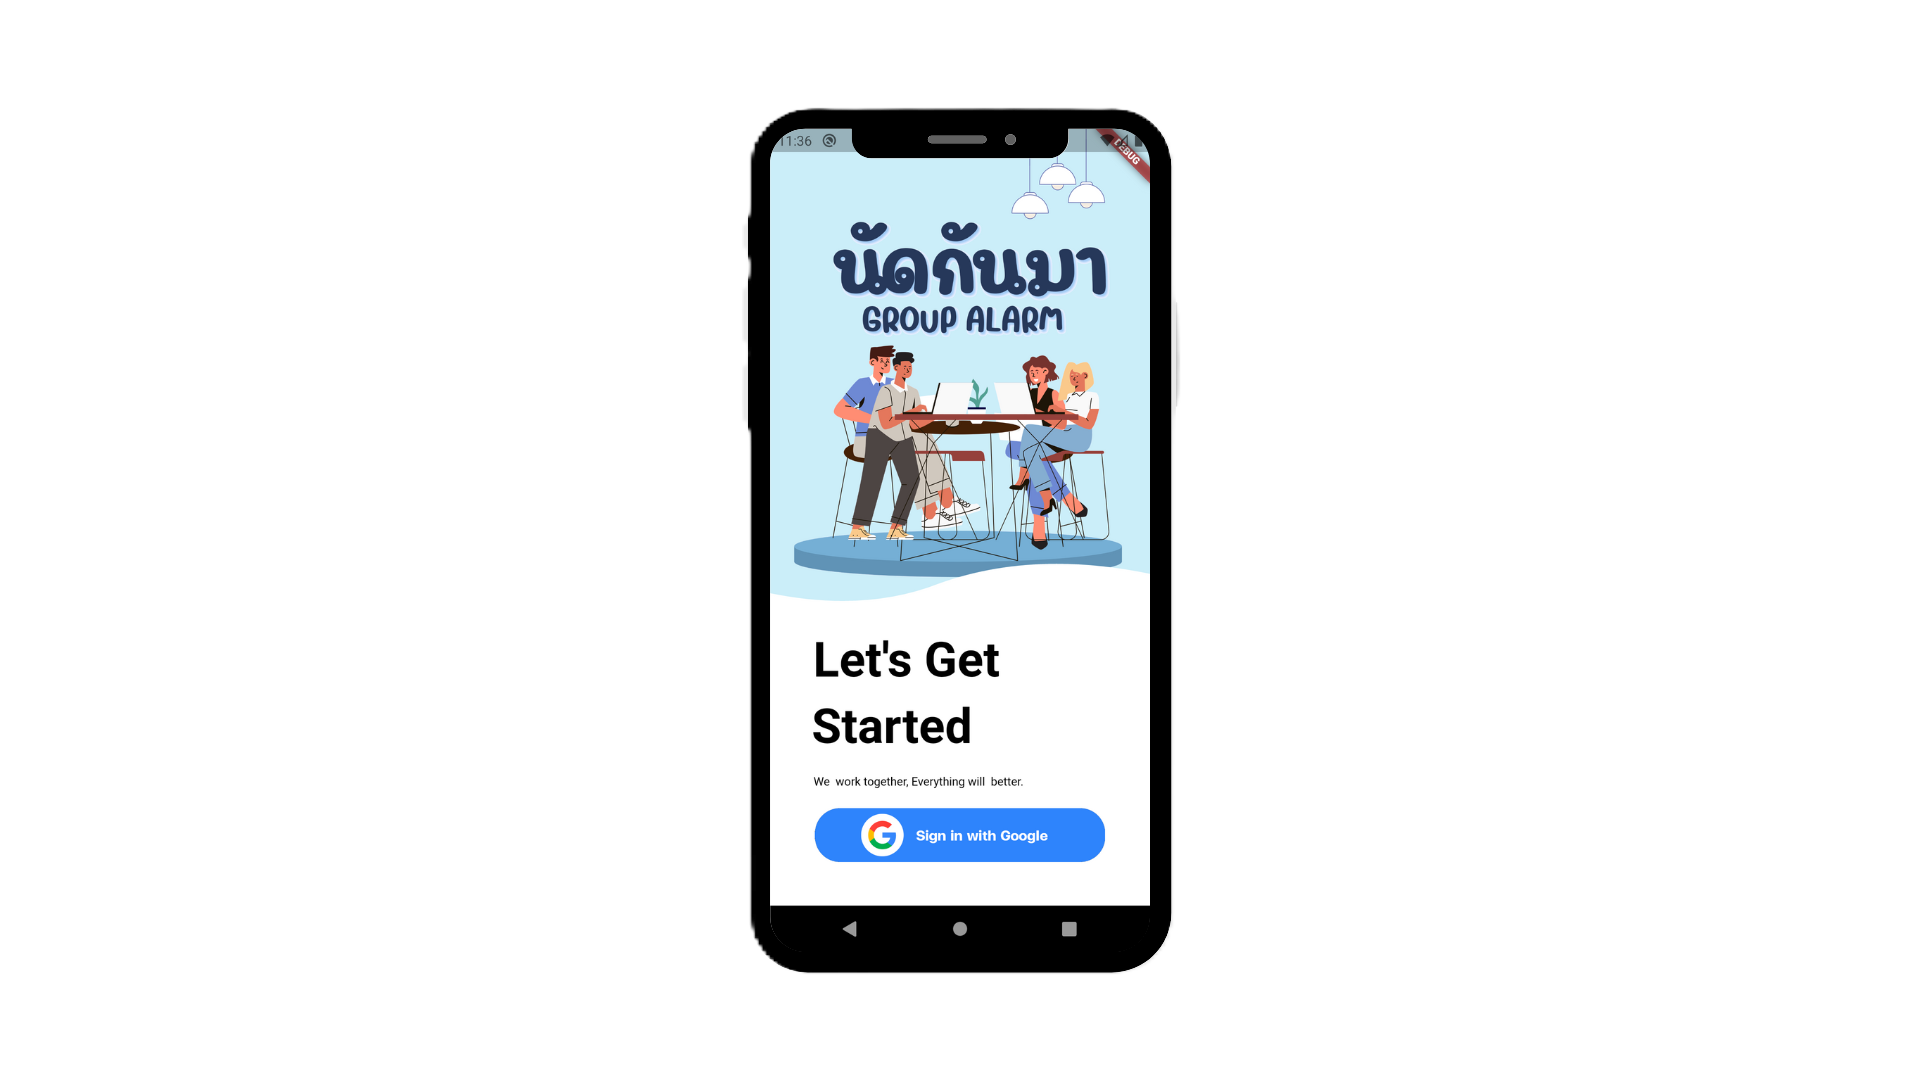 11:36
DEBUG
นัดกันมา
GROUP ALARM
Let's Get
Started
We work together, Everything will better.
Sign in with Google